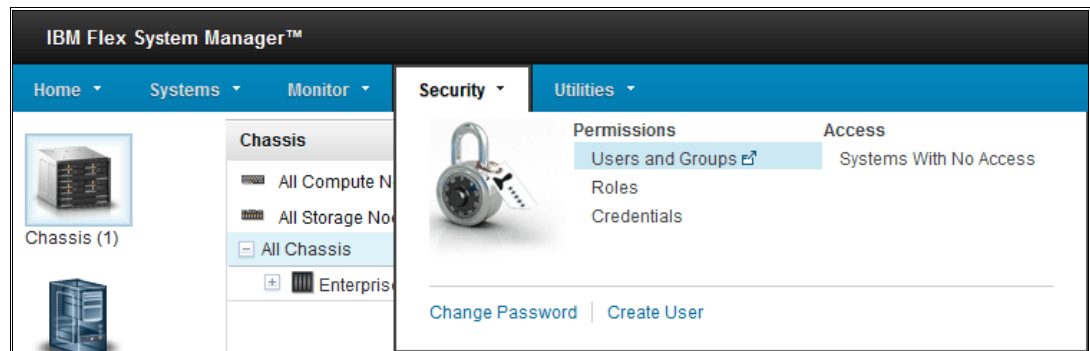 IBM Flex System Manager™
Home Systems Monitor Security Utilities
Chassis (1)
Chassis
All Compute N
All Storage No
All Chassis
Enterpris
Permissions
Users and Groups
Roles
Credentials
Access
Systems With No Access
Change Password | Create User